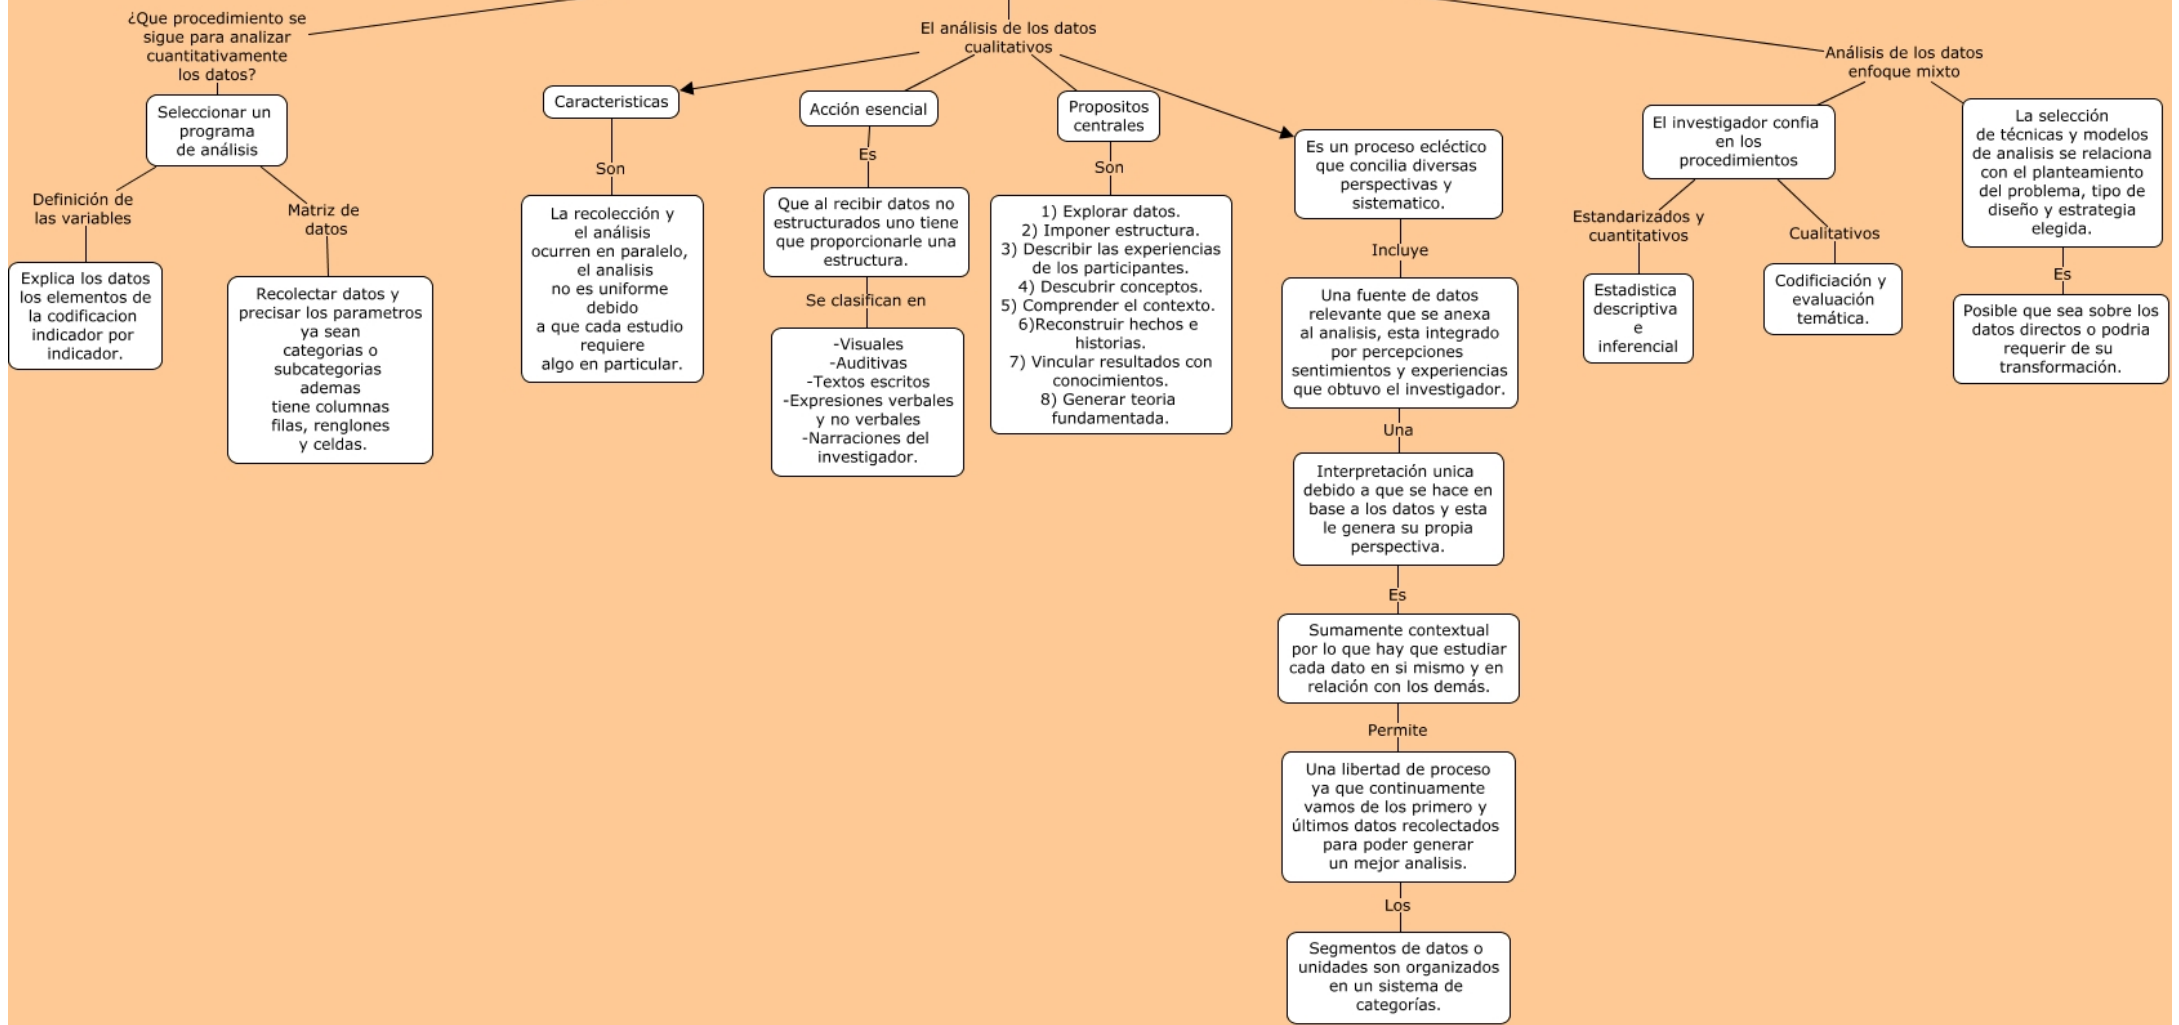 ¿Que procedimiento se
sigue para analizar
cuantitativamente
los datos?
Seleccionar un
programa
de análisis
Definición de
las variables
Explica los datos
los elementos de
la codificacion
indicador por
indicador.
Matriz de
datos
Recolectar datos y
precisar los parametros
ya sean
categorias o
subcategorias
ademas
tiene columnas
filas, renglones
y celdas.
El análisis de los datos
cualitativos
Caracteristicas
Son
La recolección y
el análisis
ocurren en paralelo,
el analisis
no es uniforme
debido
a que cada estudio
requiere
algo en particular.
Acción esencial
Es
Que al recibir datos no
estructurados uno tiene
que proporcionarle una
estructura.
Se clasifican en
-Visuales
-Auditivas
-Textos escritos
-Expresiones verbales
y no verbales
-Narraciones del
investigador.
Propositos
centrales
Son
1) Explorar datos.
2) Imponer estructura.
3) Describir las experiencias
de los participantes.
4) Descubrir conceptos.
5) Comprender el contexto.
6)Reconstruir hechos e
historias.
7) Vincular resultados con
conocimientos.
8) Generar teoria
fundamentada.
Es un proceso ecléctico
que concilia diversas
perspectivas y
sistematico.
Incluye
Una fuente de datos
relevante que se anexa
al analisis, esta integrado
por percepciones
sentimientos y experiencias
que obtuvo el investigador.
Una
Interpretación unica
debido a que se hace en
base a los datos y esta
le genera su propia
perspectiva.
Es
Sumamente contextual
por lo que hay que estudiar
cada dato en si mismo y en
relación con los demás.
Permite
Una libertad de proceso
ya que continuamente
vamos de los primero y
últimos datos recolectados
para poder generar
un mejor analisis.
Los
Segmentos de datos o
unidades son organizados
en un sistema de
categorías.
Análisis de los datos
enfoque mixto
El investigador confia
en los
procedimientos
Estandarizados y
cuantitativos
Estadistica
descriptiva
e
inferencial
Cualitativos
Codificiación y
evaluación
temática.
La selección
de técnicas y modelos
de analisis se relaciona
con el planteamiento
del problema, tipo de
diseño y estrategia
elegida.
Es
Posible que sea sobre los
datos directos o podria
requerir de su
transformación.